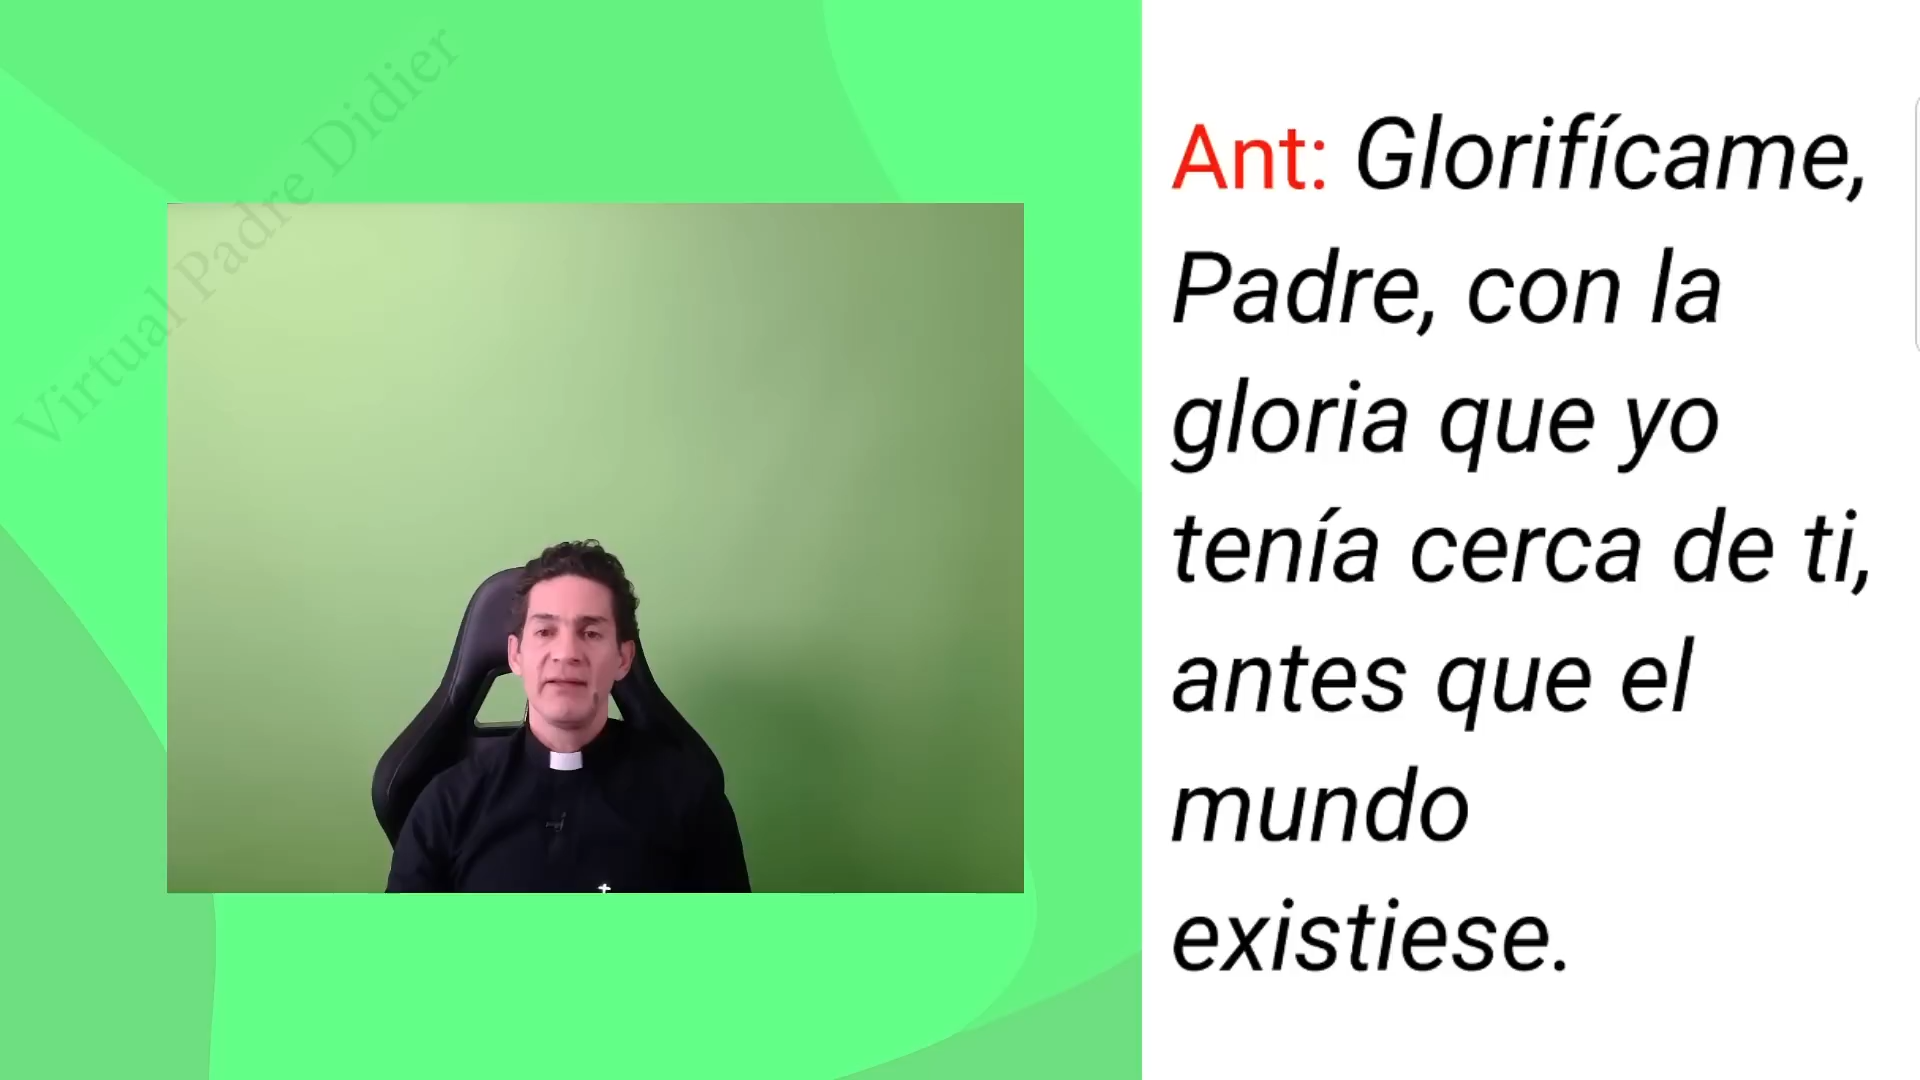 Virtual Padre Didier
Ant: Glorifícame,
Padre, con la
gloria que yo
tenía cerca de ti,
antes que el
mundo
existiese.